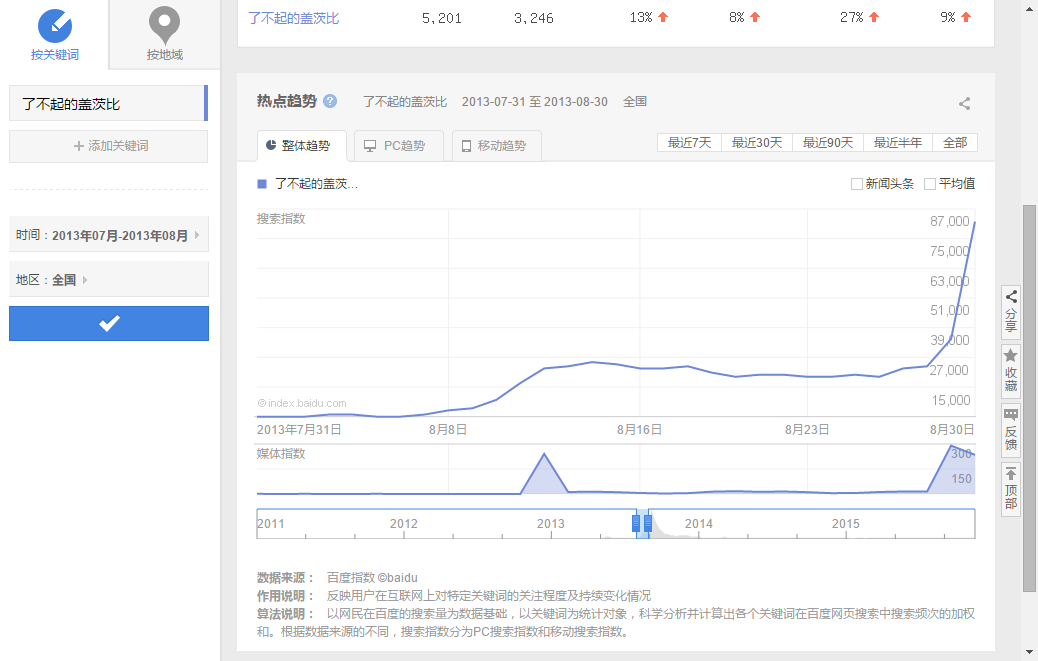 按关键词
按地域
了不起的盖茨比
+ 添加关键词
时间：2013年07月-2013年08月
地区：全国
了不起的盖茨比 5,201 3,246 13% 8% 27% 9%
热点趋势 ? 了不起的盖茨比 2013-07-31 至 2013-08-30 全国
整体趋势 PC趋势 移动趋势 最近7天 最近30天 最近90天 最近半年 全部
了不起的盖茨… 新闻头条 平均值
搜索指数
87,000
75,000
63,000
51,000
39,000
27,000
15,000
©index.baidu.com
2013年7月31日 8月8日 8月16日 8月23日 8月30日
媒体指数
300
150
2011 2012 2013 2014 2015
数据来源： 百度指数 ©baidu
作用说明： 反映用户在互联网上对特定关键词的关注程度及持续变化情况
算法说明： 以网民在百度的搜索量为数据基础，以关键词为统计对象，科学分析并计算出各个关键词在百度网页搜索中搜索频次的加权
和。根据数据来源的不同，搜索指数分为PC搜索指数和移动搜索指数。
分享
收藏
反馈
顶部